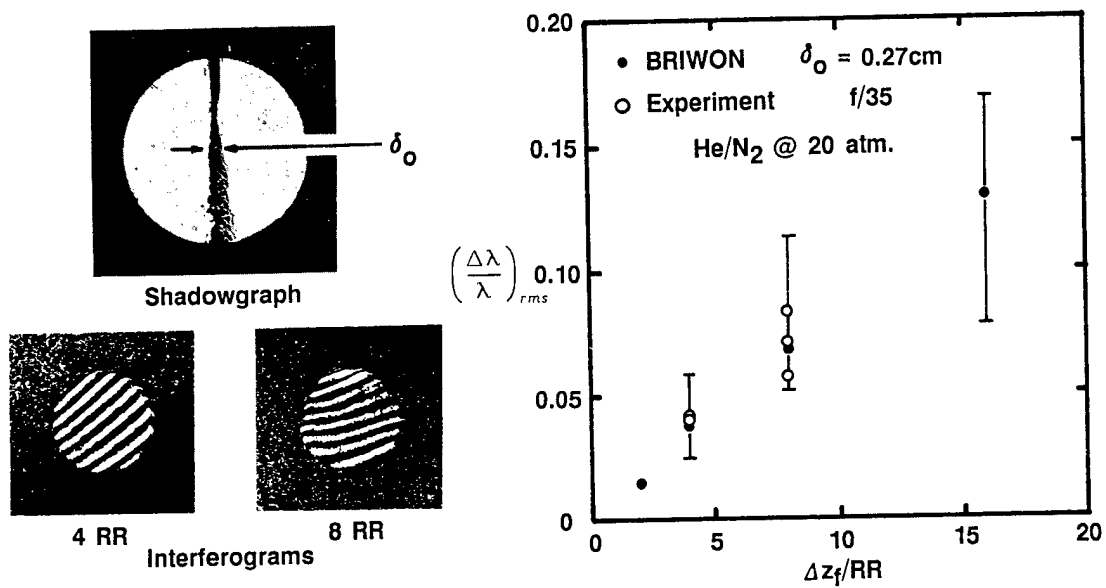 δo
Shadowgraph
4 RR
8 RR
Interferograms
(Δλ/λ)rms
0.20
0.15
0.10
0.05
0
● BRIWON δo = 0.27cm
○ Experiment f/35
He/N2 @ 20 atm.
0 5 10 15 20
Δzf/RR